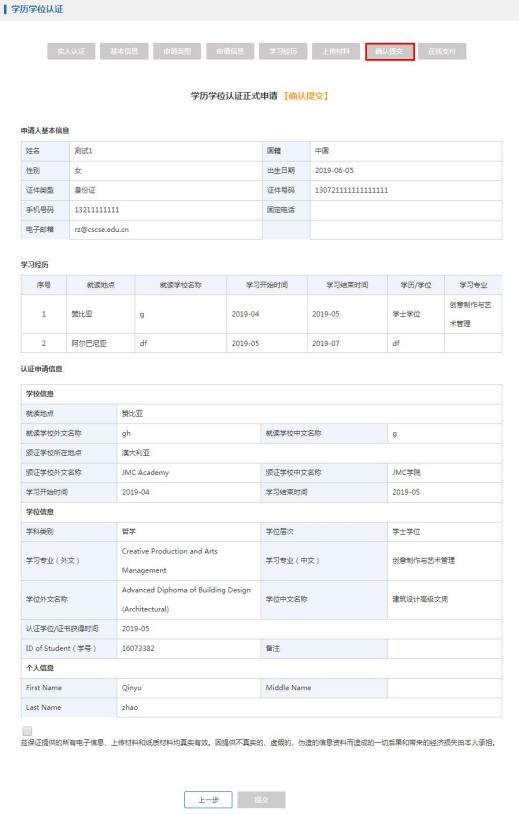 学历学位认证
实人认证 基本信息 申请类型 申请信息 学习经历 上传材料 确认提交 在线支付
学历学位认证正式申请 【确认提交】
申请人基本信息
姓名 测试1 国籍 中国
性别 女 出生日期 2019-06-05
证件类型 身份证 证件号码 130721111111111111
手机号码 13211111111 固定电话
电子邮箱 rz@cscse.edu.cn
学习经历
序号 就读地点 就读学校名称 学习开始时间 学习结束时间 学历/学位 学习专业
1 赞比亚 g 2019-04 2019-05 学士学位 创意制作与艺
术管理
2 阿尔巴尼亚 df 2019-05 2019-07 df
认证申请信息
学校信息
就读地点 赞比亚
就读学校外文名称 gh 就读学校中文名称 g
颁证学校所在地点 澳大利亚
颁证学校外文名称 JMC Academy 颁证学校中文名称 JMC学院
学习开始时间 2019-04 学习结束时间 2019-05
学位信息
学科类别 哲学 学位层次 学士学位
学习专业（外文） Creative Production and Arts
Management 学习专业（中文） 创意制作与艺术管理
学位外文名称 Advanced Diphoma of Building Design
(Architectural) 学位中文名称 建筑设计高级文凭
认证学位/证书获得时间 2019-05
ID of Student（学号） 16073382 备注
个人信息
First Name Qinyu Middle Name
Last Name zhao
兹保证提供的所有电子信息、上传材料和纸质材料均真实有效。因提供不真实的、虚假的、伪造的信息资料而造成的一切后果和带来的经济损失由本人承担。
上一步 提交